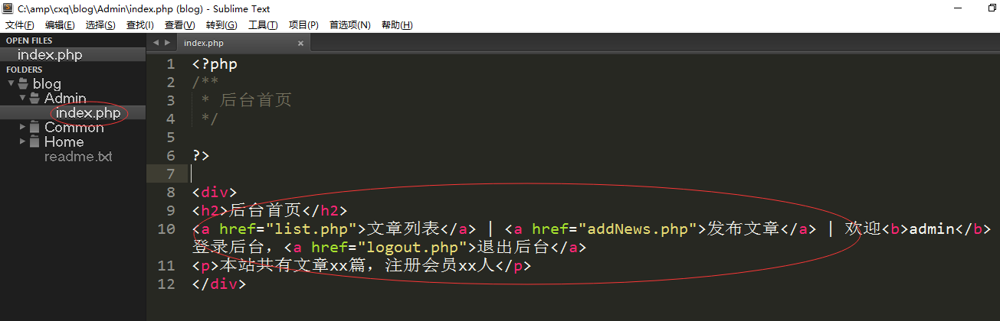 C:\amp\cxq\blog\Admin\index.php (blog) - Sublime Text
文件(F) 编辑(E) 选择(S) 查找(I) 查看(V) 转到(G) 工具(T) 项目(P) 首选项(N) 帮助(H)
OPEN FILES
index.php
FOLDERS
blog
Admin
index.php
Common
Home
readme.txt
index.php
1 <?php
2 /**
3 * 后台首页
4 */
5
6 ?>
7
8 <div>
9 <h2>后台首页</h2>
10 <a href="list.php">文章列表</a> | <a href="addNews.php">发布文章</a> | 欢迎<b>admin</b>
登录后台，<a href="logout.php">退出后台</a>
11 <p>本站共有文章xx篇，注册会员xx人</p>
12 </div>